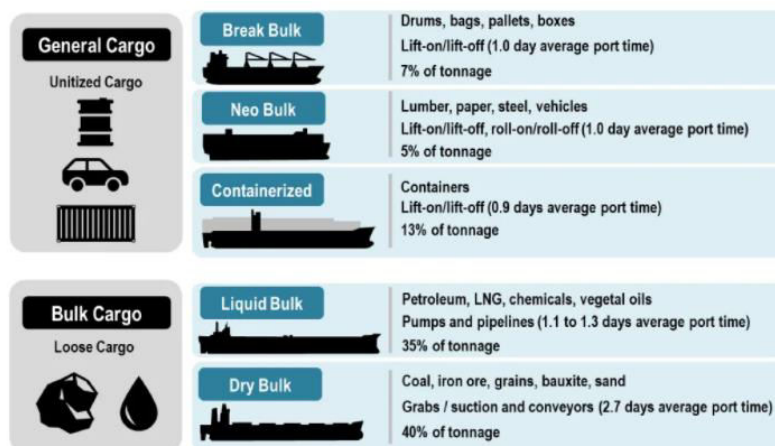 General Cargo
Unitized Cargo
Break Bulk
Drums, bags, pallets, boxes
Lift-on/lift-off (1.0 day average port time)
7% of tonnage
Neo Bulk
Lumber, paper, steel, vehicles
Lift-on/lift-off, roll-on/roll-off (1.0 day average port time)
5% of tonnage
Containerized
Containers
Lift-on/lift-off (0.9 days average port time)
13% of tonnage
Bulk Cargo
Loose Cargo
Liquid Bulk
Petroleum, LNG, chemicals, vegetal oils
Pumps and pipelines (1.1 to 1.3 days average port time)
35% of tonnage
Dry Bulk
Coal, iron ore, grains, bauxite, sand
Grabs / suction and conveyors (2.7 days average port time)
40% of tonnage